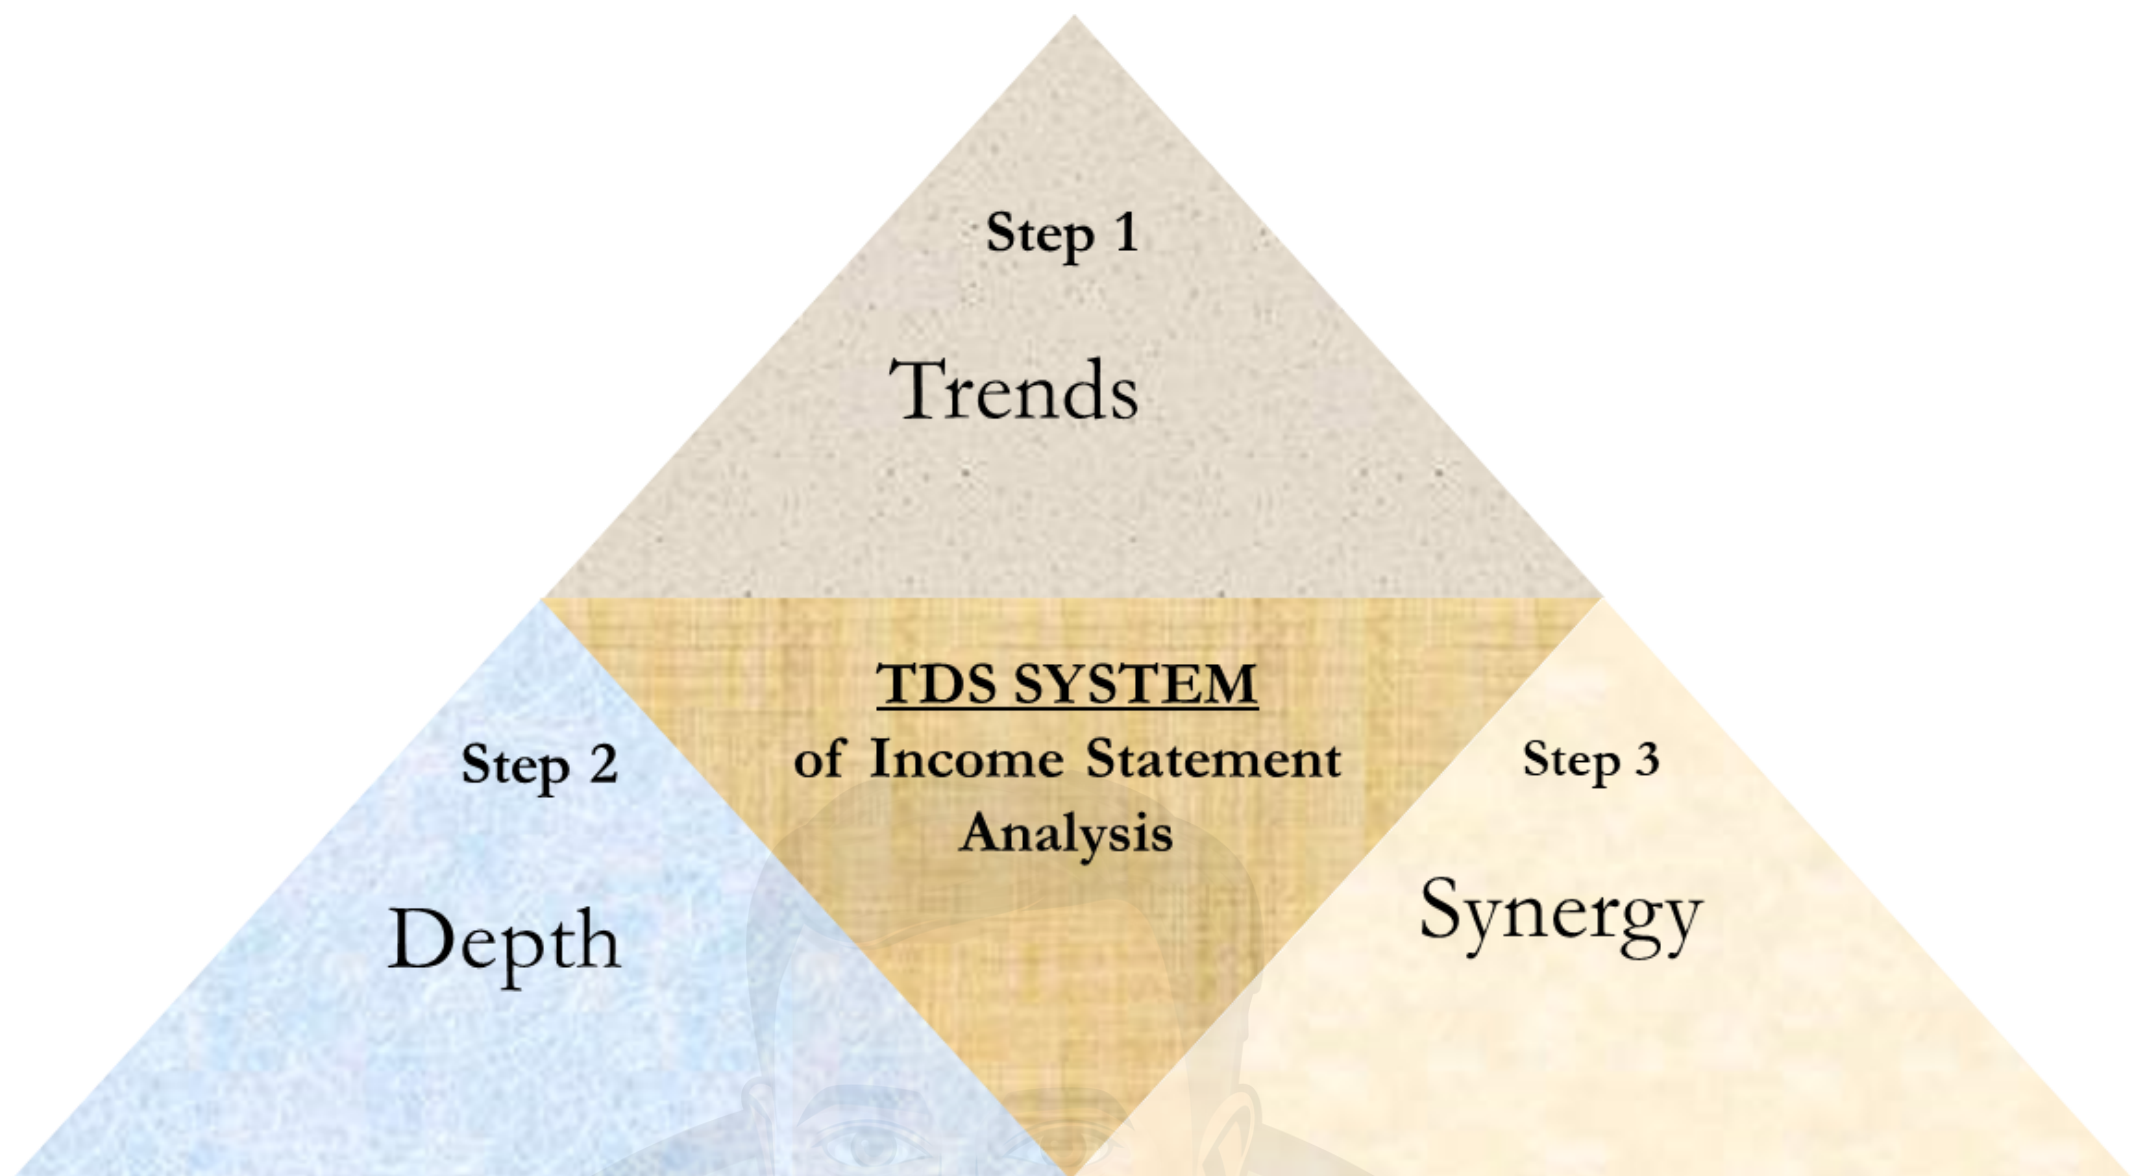 Step 1
Trends
TDS SYSTEM
of Income Statement
Analysis
Step 2
Depth
Step 3
Synergy